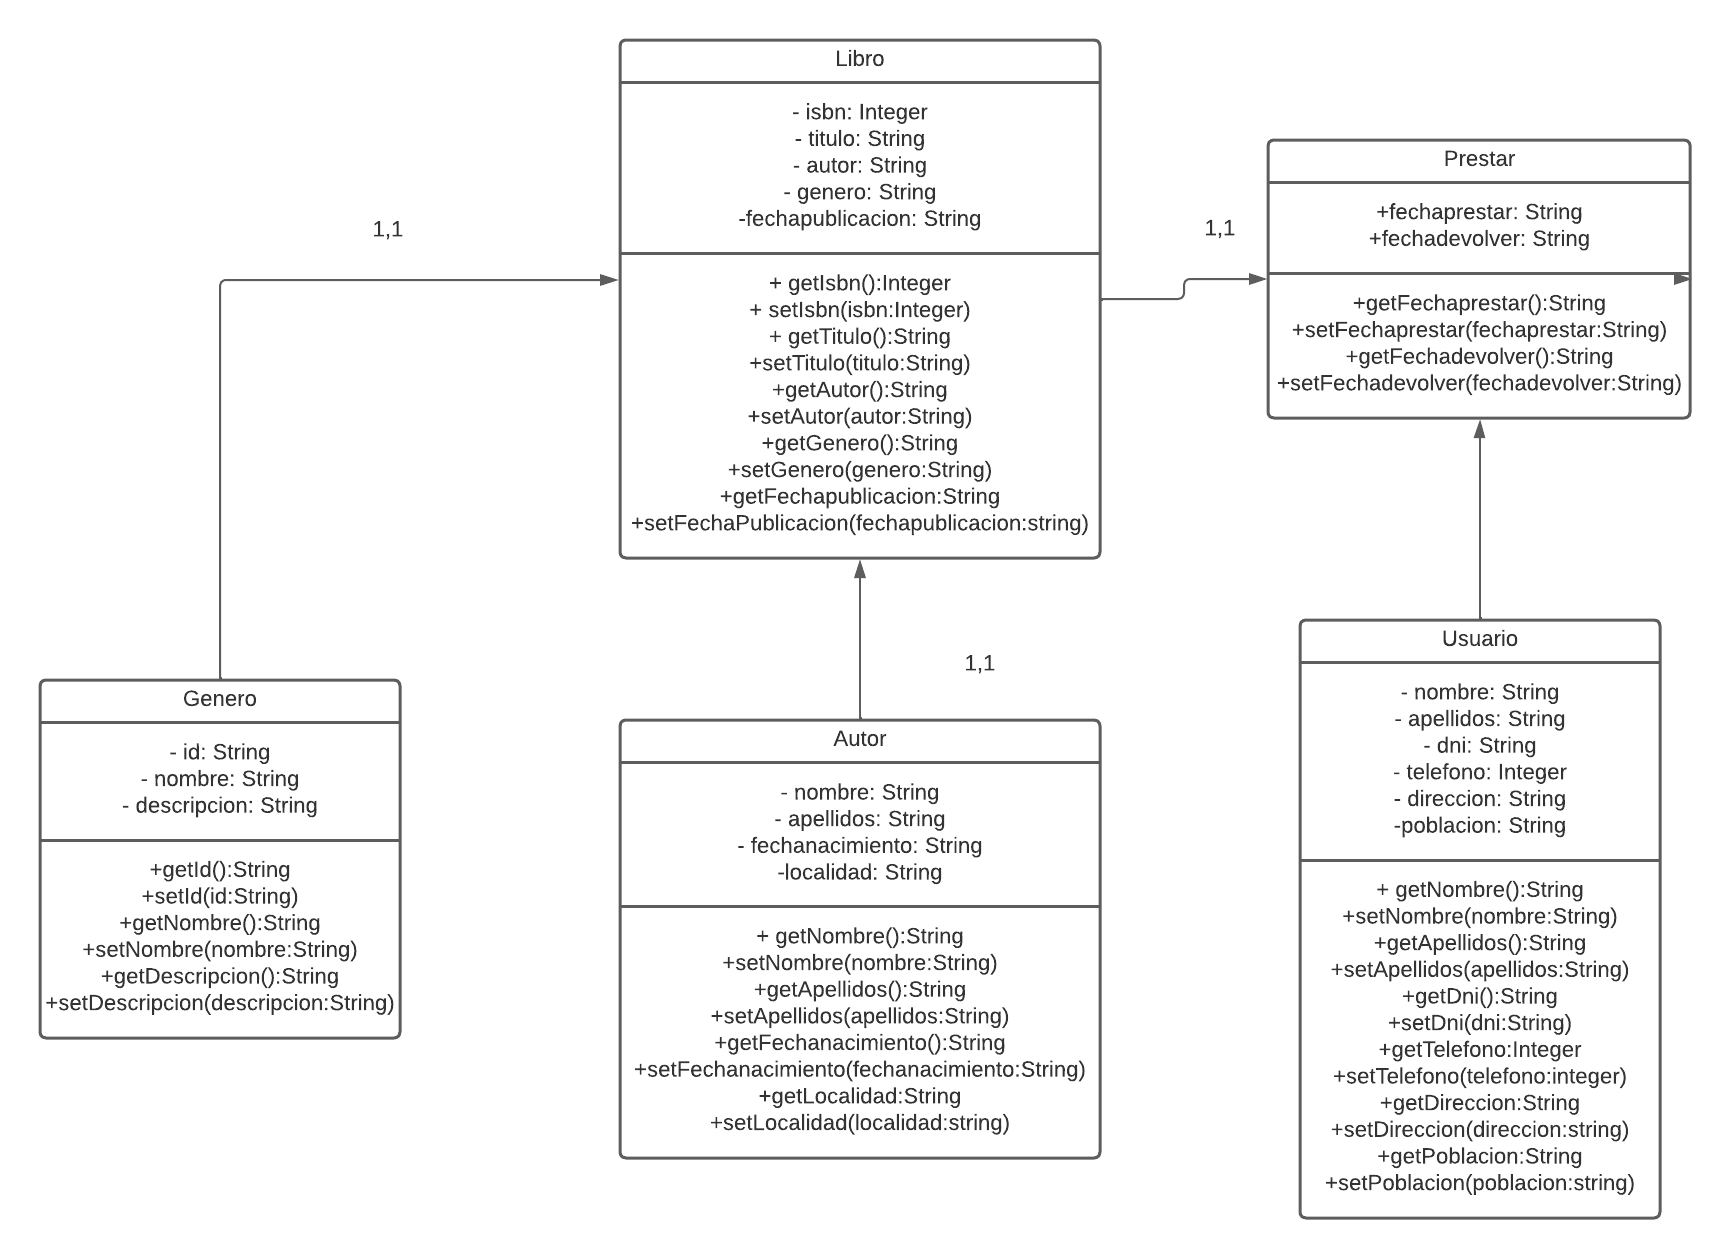 Libro
- isbn: Integer
- titulo: String
- autor: String
- genero: String
-fechapublicacion: String
+ getIsbn():Integer
+ setIsbn(isbn:Integer)
+ getTitulo():String
+setTitulo(titulo:String)
+getAutor():String
+setAutor(autor:String)
+getGenero():String
+setGenero(genero:String)
+getFechapublicacion:String
+setFechaPublicacion(fechapublicacion:string)
1,1
1,1
Prestar
+fechaprestar: String
+fechadevolver: String
+getFechaprestar():String
+setFechaprestar(fechaprestar:String)
+getFechadevolver():String
+setFechadevolver(fechadevolver:String)
1,1
Genero
- id: String
- nombre: String
- descripcion: String
+getId():String
+setId(id:String)
+getNombre():String
+setNombre(nombre:String)
+getDescripcion():String
+setDescripcion(descripcion:String)
Autor
- nombre: String
- apellidos: String
- fechanacimiento: String
-localidad: String
+ getNombre():String
+setNombre(nombre:String)
+getApellidos():String
+setApellidos(apellidos:String)
+getFechanacimiento():String
+setFechanacimiento(fechanacimiento:String)
+getLocalidad:String
+setLocalidad(localidad:string)
Usuario
- nombre: String
- apellidos: String
- dni: String
- telefono: Integer
- direccion: String
-poblacion: String
+ getNombre():String
+setNombre(nombre:String)
+getApellidos():String
+setApellidos(apellidos:String)
+getDni():String
+setDni(dni:String)
+getTelefono:Integer
+setTelefono(telefono:integer)
+getDireccion:String
+setDireccion(direccion:string)
+getPoblacion:String
+setPoblacion(poblacion:string)